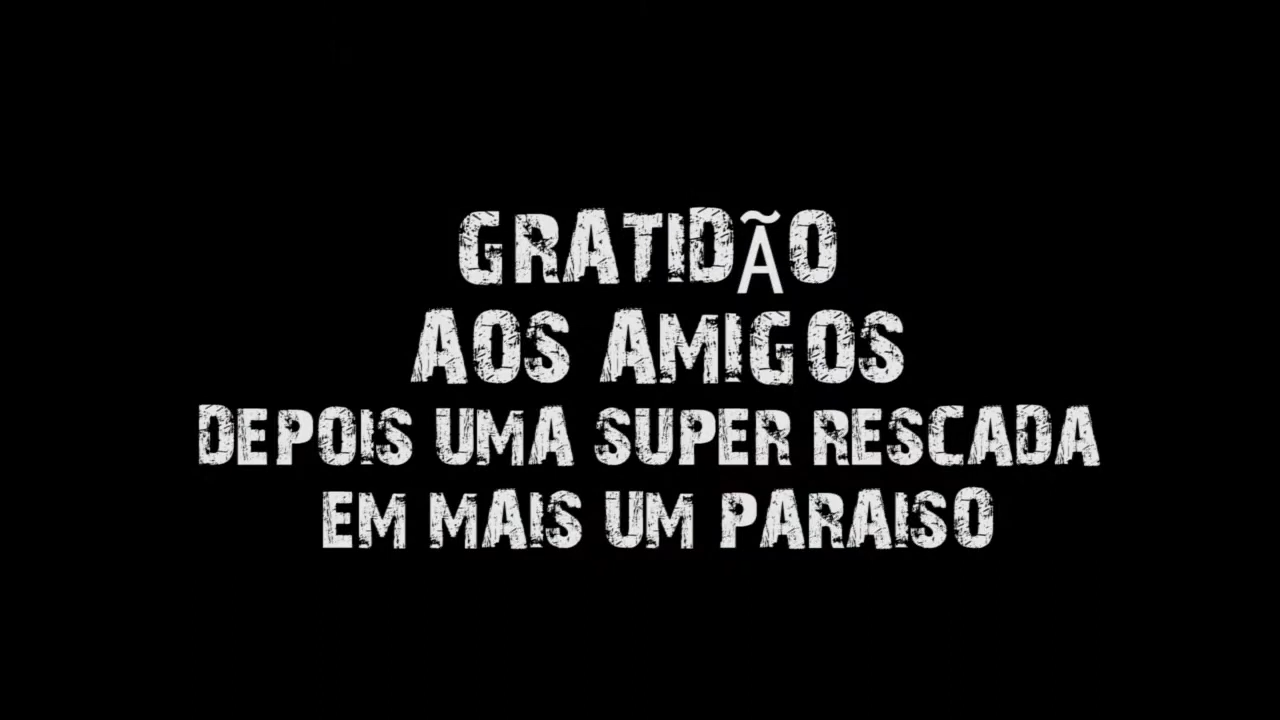 GRATIDÃO
AOS AMIGOS
DEPOIS UMA SUPER RESCADA
EM MAIS UM PARAISO